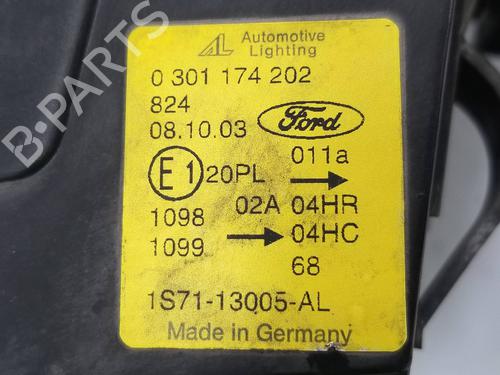 AL Automotive
Lighting
0 301 174 202
824
08.10.03 Ford
011a
E1 20PL
02A 04HR
1098
1099 04HC
68
1S71-13005-AL
Made in Germany
B-PARTS